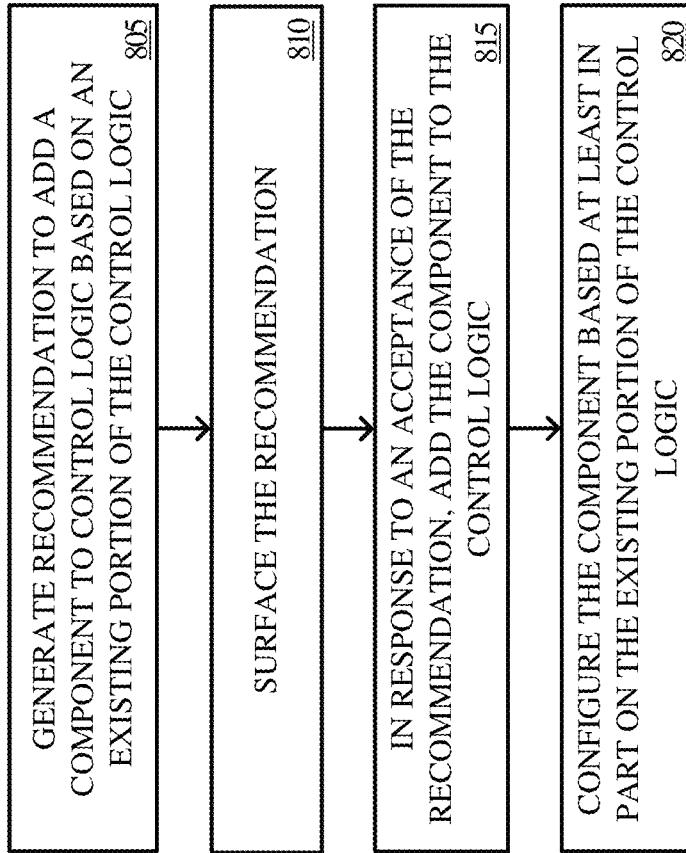 GENERATE RECOMMENDATION TO ADD A
COMPONENT TO CONTROL LOGIC BASED ON AN
EXISTING PORTION OF THE CONTROL LOGIC
805
SURFACE THE RECOMMENDATION
810
IN RESPONSE TO AN ACCEPTANCE OF THE
RECOMMENDATION, ADD THE COMPONENT TO THE
CONTROL LOGIC
815
CONFIGURE THE COMPONENT BASED AT LEAST IN
PART ON THE EXISTING PORTION OF THE CONTROL
LOGIC
820